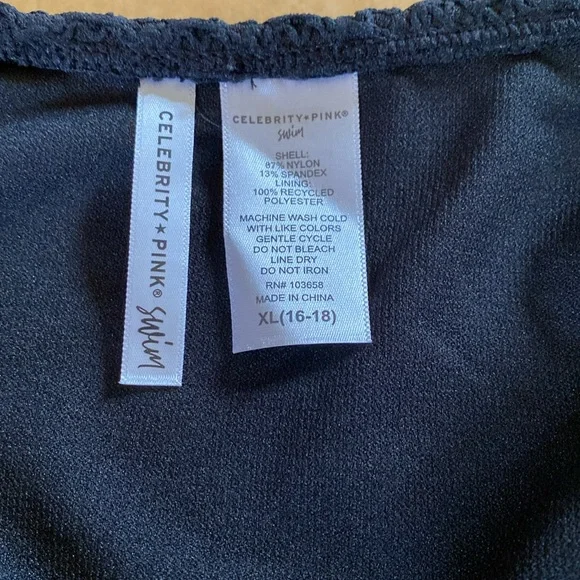 CELEBRITY★PINK® swim
CELEBRITY★PINK®
swim
SHELL:
87% NYLON
13% SPANDEX
LINING:
100% RECYCLED
POLYESTER
MACHINE WASH COLD
WITH LIKE COLORS
GENTLE CYCLE
DO NOT BLEACH
LINE DRY
DO NOT IRON
RN# 103658
MADE IN CHINA
XL(16-18)